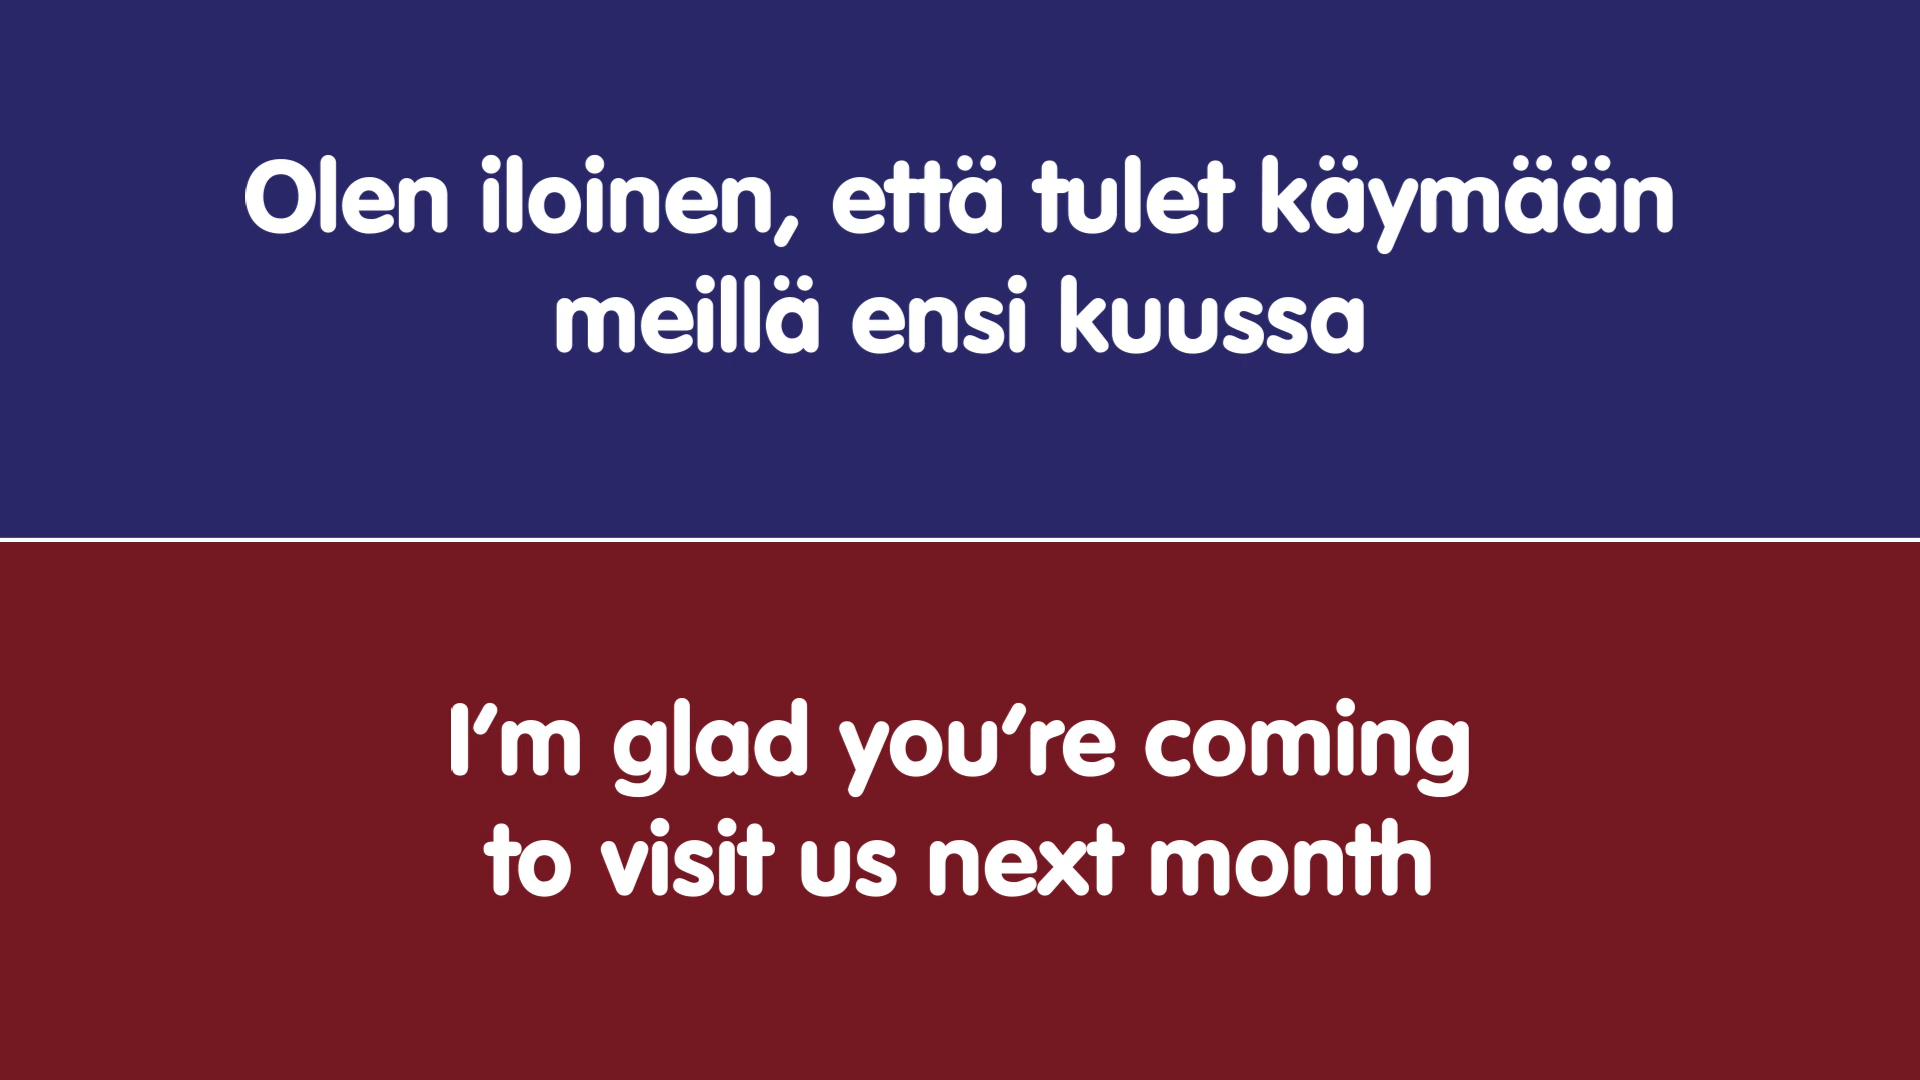 Olen iloinen, että tulet käymään
meillä ensi kuussa
I’m glad you’re coming
to visit us next month